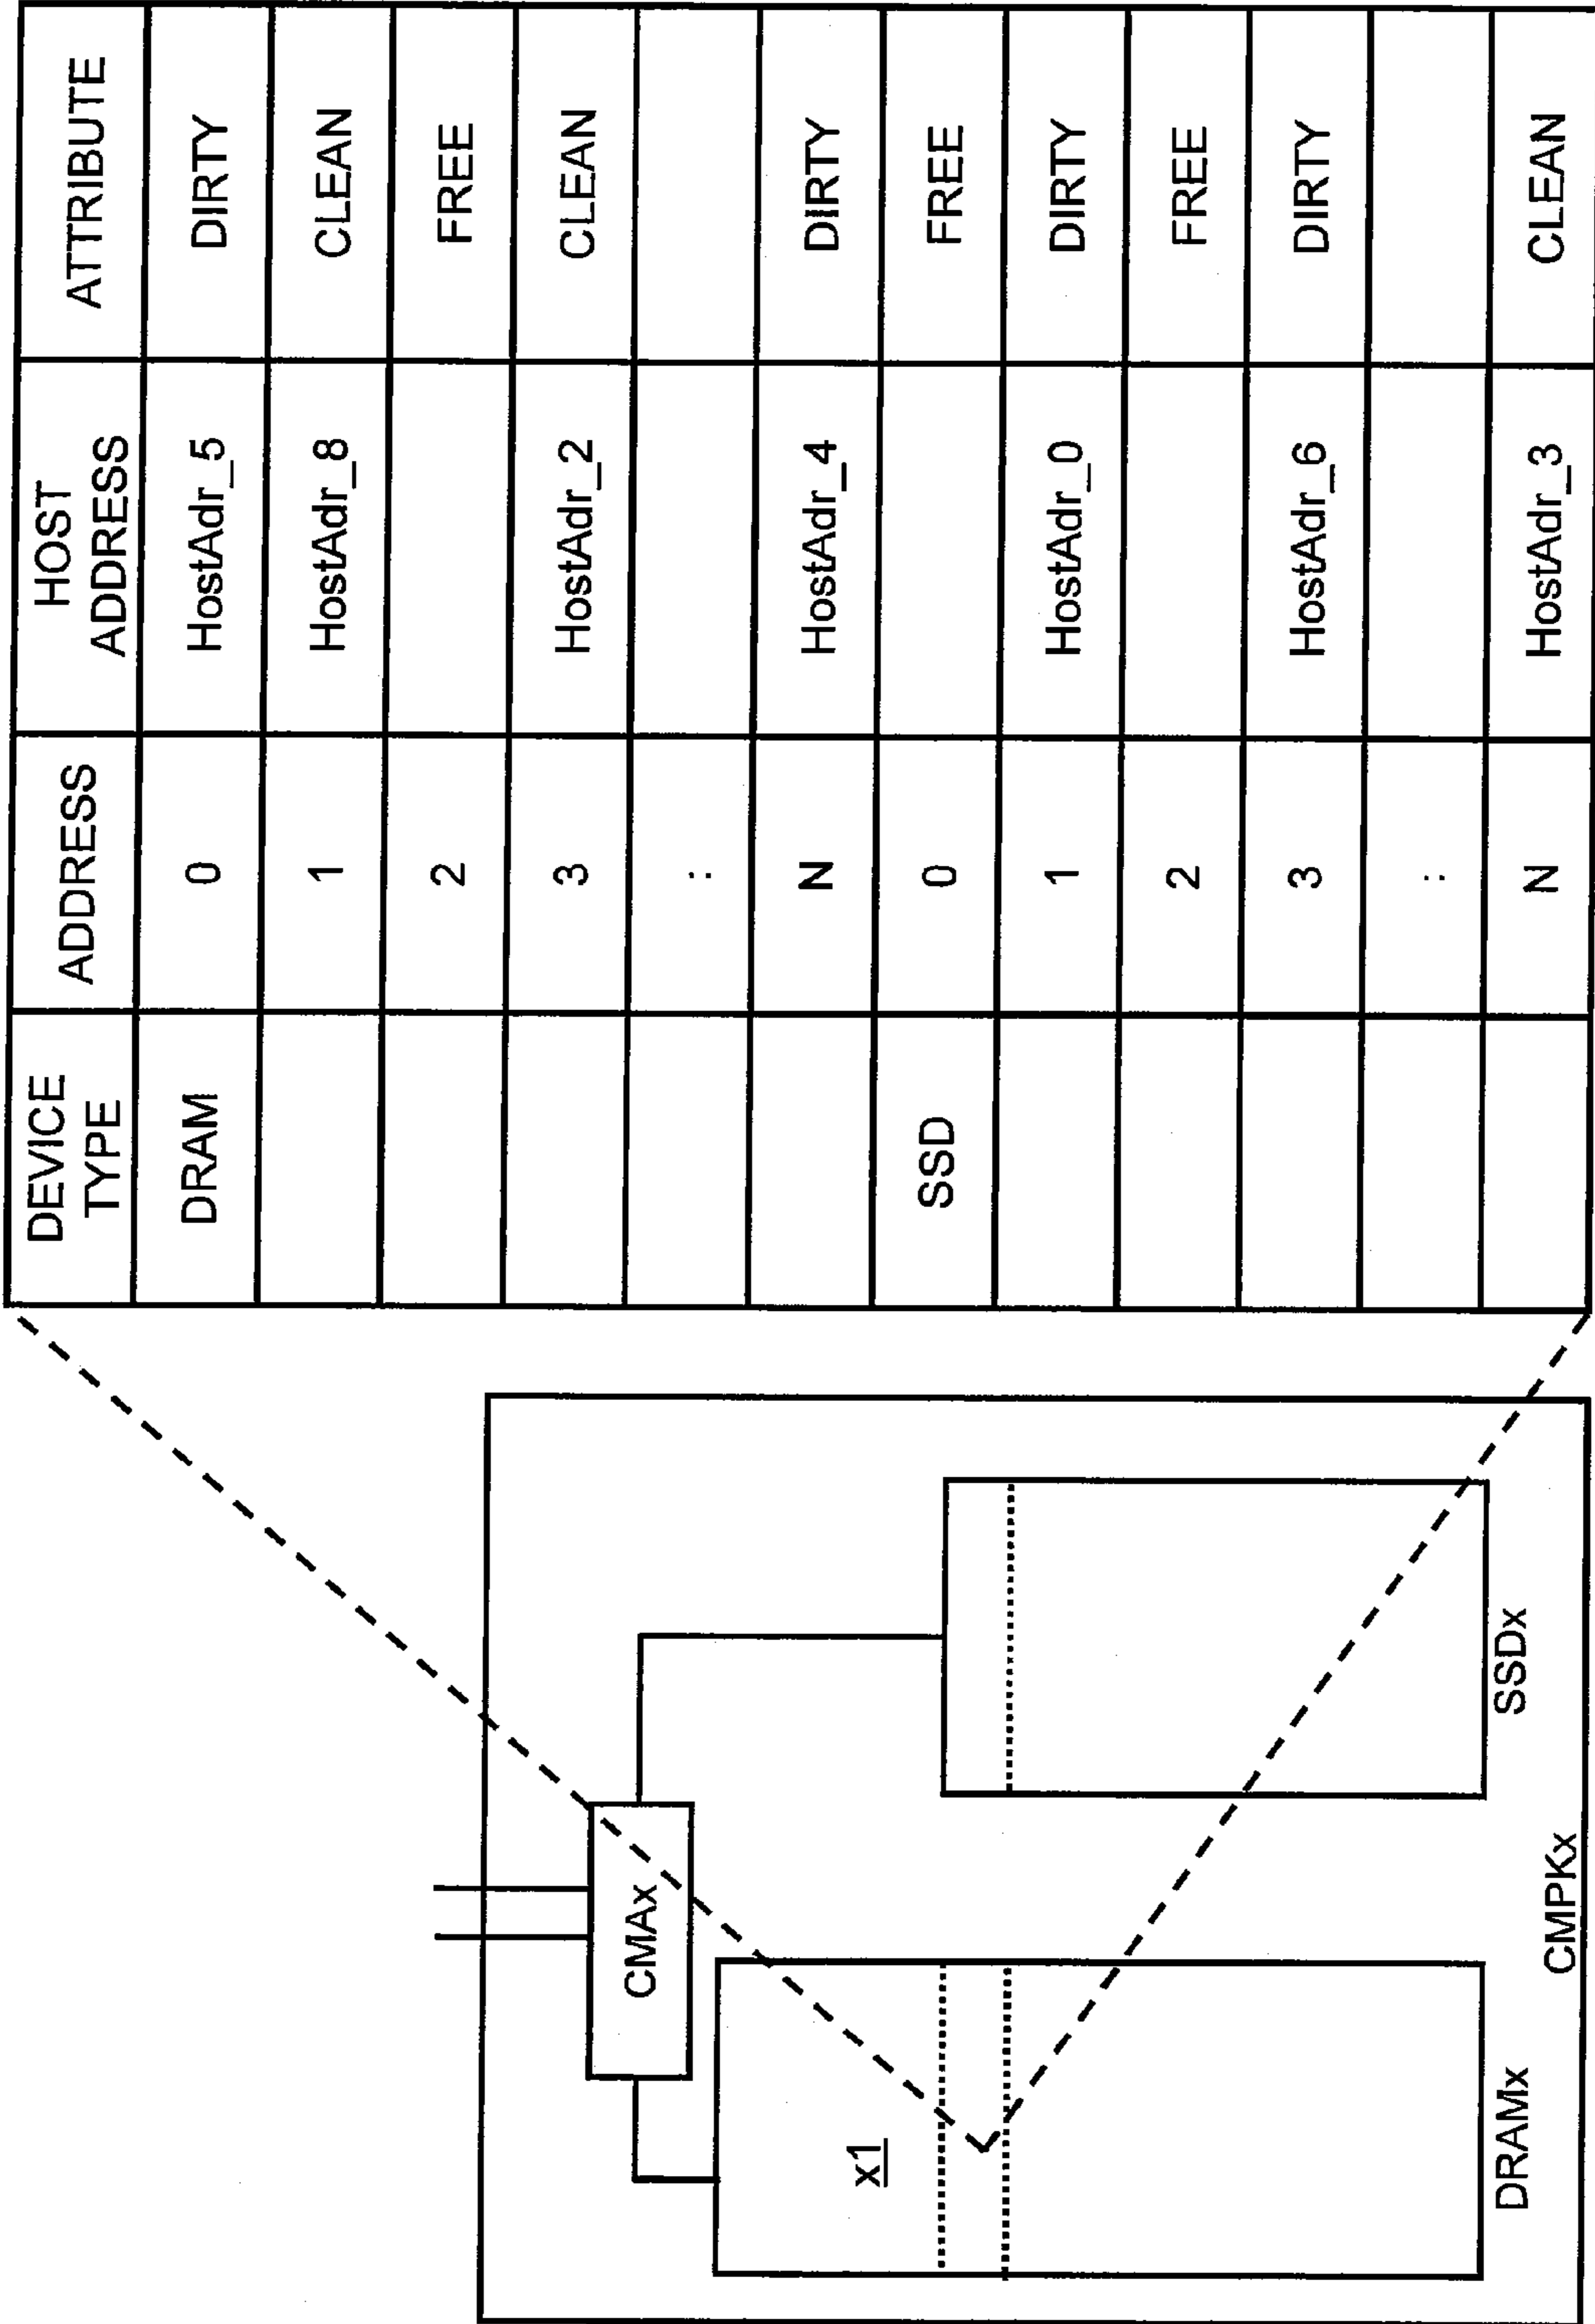 DEVICE TYPE ADDRESS HOST ADDRESS ATTRIBUTE
DRAM 0 HostAdr_5 DIRTY
1 HostAdr_8 CLEAN
2 FREE
3 HostAdr_2 CLEAN
:
N HostAdr_4 DIRTY
SSD 0 FREE
1 HostAdr_0 DIRTY
2 FREE
3 HostAdr_6 DIRTY
:
N HostAdr_3 CLEAN
CMAx
x1
DRAMx
SSDx
CMPKx